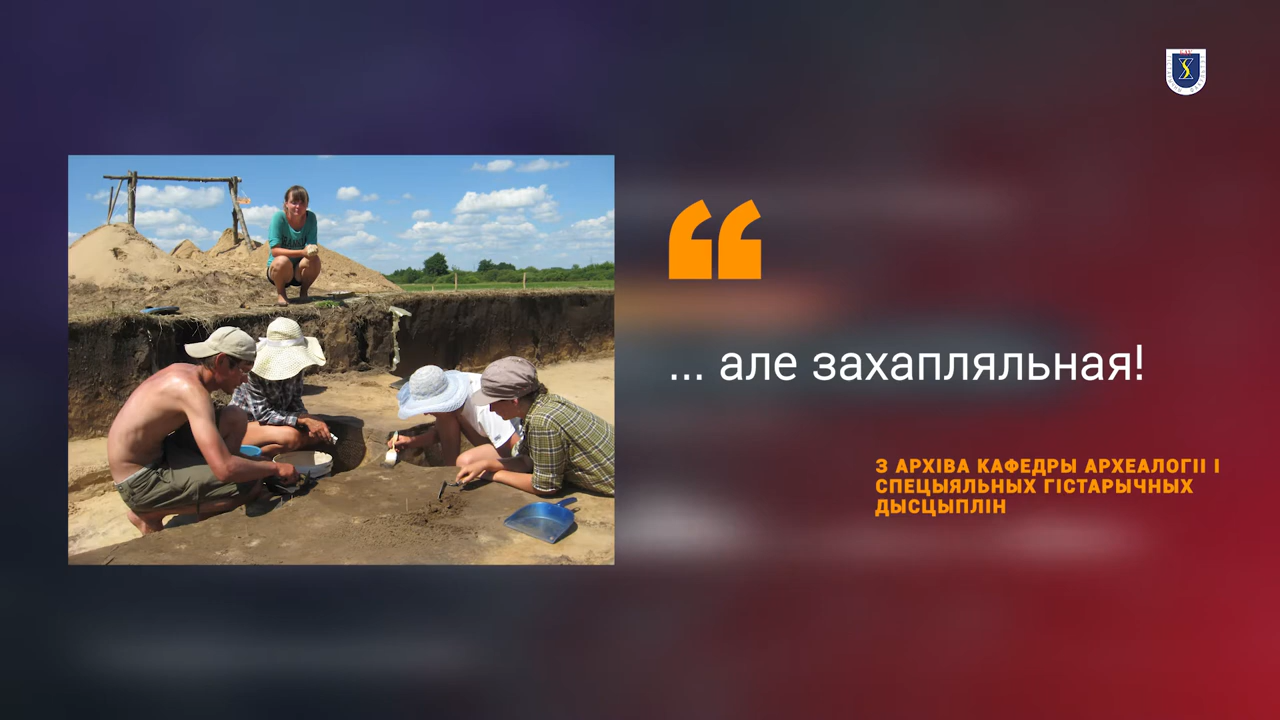 ... але захапляльная!
З АРХІВА КАФЕДРЫ АРХЕАЛОГІІ І
СПЕЦЫЯЛЬНЫХ ГІСТАРЫЧНЫХ
ДЫСЦЫПЛІН